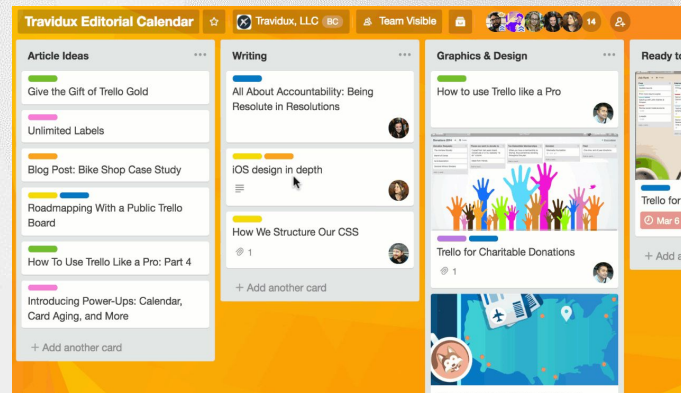 Travidux Editorial Calendar
Travidux, LLC BC
Team Visible
14
Article Ideas
Give the Gift of Trello Gold
Unlimited Labels
Blog Post: Bike Shop Case Study
Roadmapping With a Public Trello
Board
How To Use Trello Like a Pro: Part 4
Introducing Power-Ups: Calendar,
Card Aging, and More
+ Add another card
Writing
All About Accountability: Being
Resolute in Resolutions
iOS design in depth
How We Structure Our CSS
1
+ Add another card
Graphics & Design
How to use Trello like a Pro
Trello for Charitable Donations
1
Ready to
Trello for
Mar 6
+ Add a